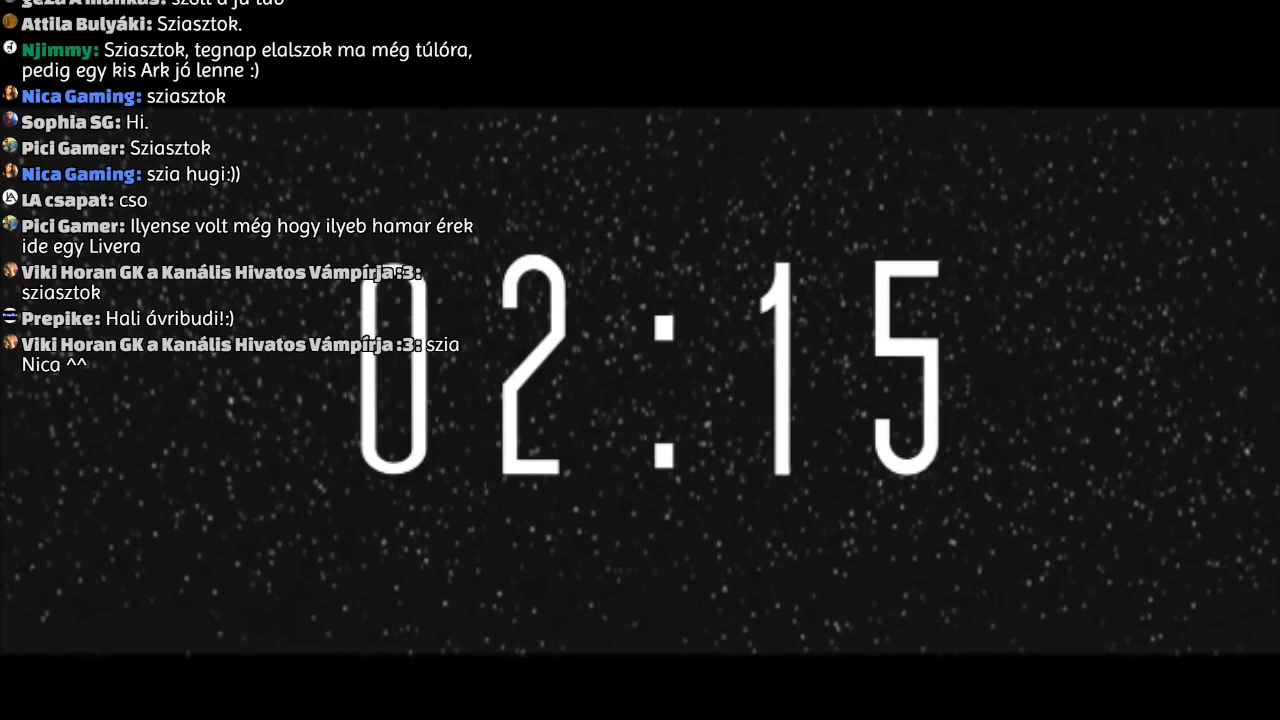 Attila Bulyáki: Sziasztok.
Njimmy: Sziasztok, tegnap elalszok ma még túlóra,
pedig egy kis Ark jó lenne :)
Nica Gaming: sziasztok
Sophia SG: Hi.
Pici Gamer: Sziasztok
Nica Gaming: szia hugi:))
LA csapat: cso
Pici Gamer: Ilyense volt még hogy ilyeb hamar érek
ide egy Livera
Viki Horan GK a Kanális Hivatos Vámpírja :3:
sziasztok
Prepike: Hali ávribudi!:)
Viki Horan GK a Kanális Hivatos Vámpírja :3: szia
Nica ^^
02:15